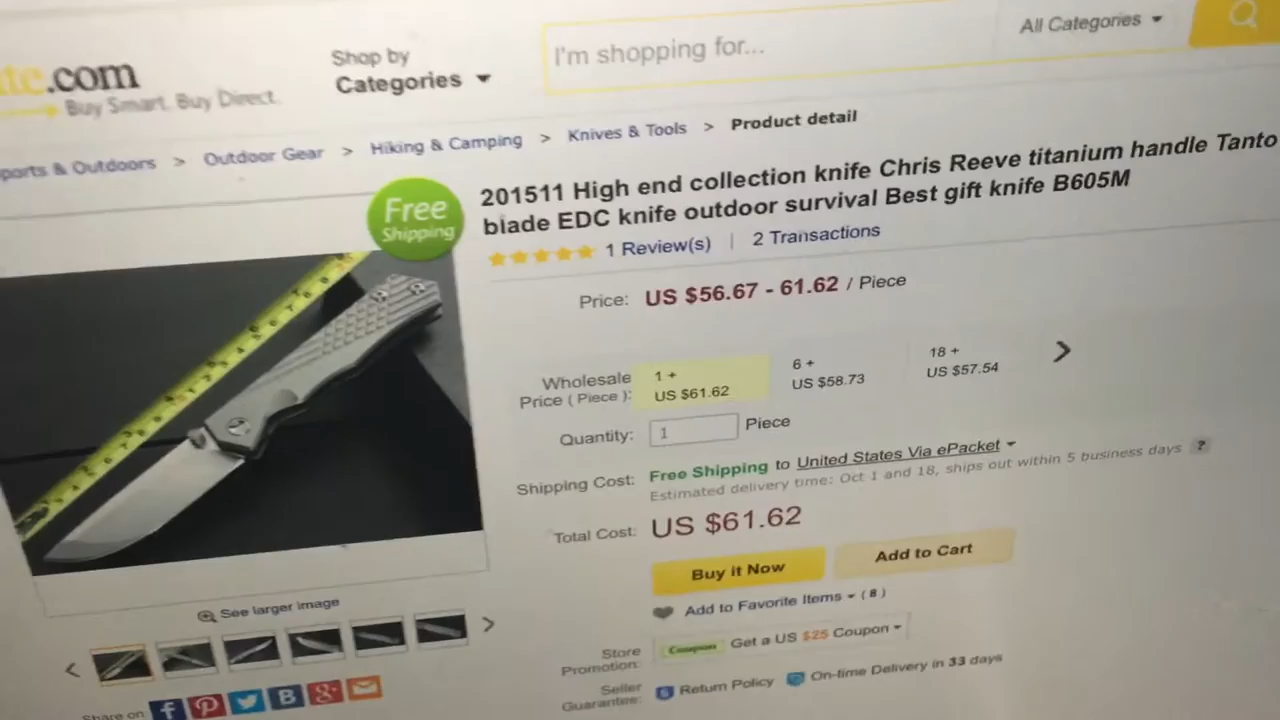 .com
Buy Smart. Buy Direct.
Shop by
Categories
I'm shopping for...
All Categories
ports & Outdoors > Outdoor Gear > Hiking & Camping > Knives & Tools > Product detail
Free
Shipping
201511 High end collection knife Chris Reeve titanium handle Tanto
blade EDC knife outdoor survival Best gift knife B605M
1 Review(s) | 2 Transactions
Price: US $56.67 - 61.62 / Piece
Wholesale
Price ( Piece ):
1 +
US $61.62
6 +
US $58.73
18 +
US $57.54
Quantity: 1 Piece
Shipping Cost: Free Shipping to United States Via ePacket
Estimated delivery time: Oct 1 and 18, ships out within 5 business days ?
Total Cost: US $61.62
Buy it Now
Add to Cart
Add to Favorite Items ( 8 )
See larger image
Store
Promotion:
Coupon Get a US $25 Coupon
Seller
Guarantee:
Return Policy
On-time Delivery in 33 days
Share on